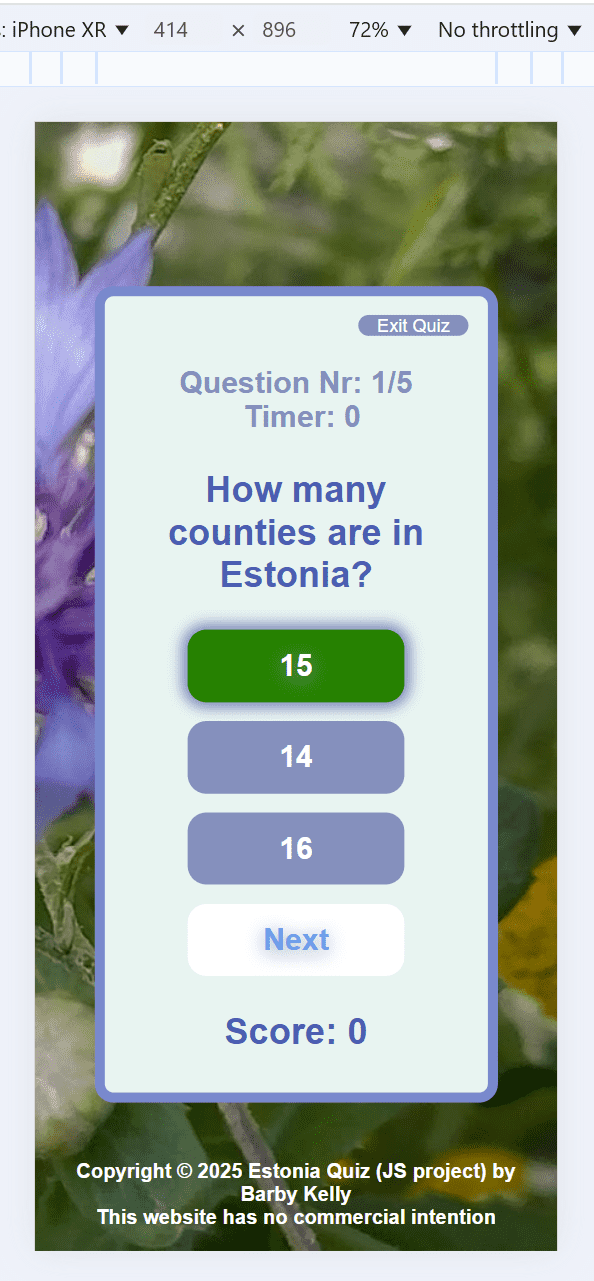 : iPhone XR ▼ 414 × 896 72% ▼ No throttling ▼
Exit Quiz
Question Nr: 1/5
Timer: 0
How many
counties are in
Estonia?
15
14
16
Next
Score: 0
Copyright © 2025 Estonia Quiz (JS project) by
Barby Kelly
This website has no commercial intention